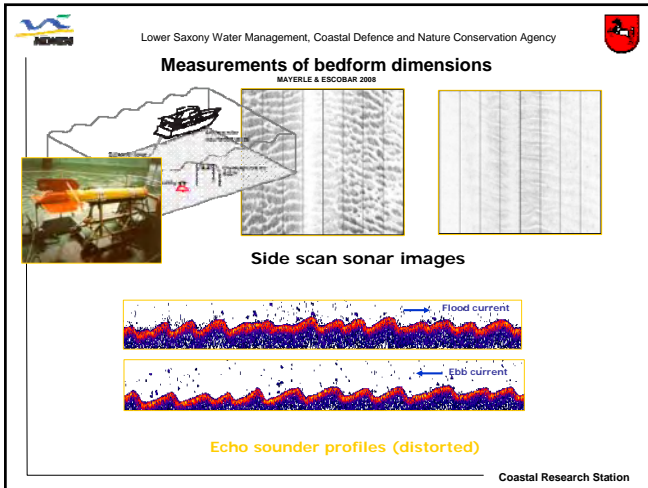 Lower Saxony Water Management, Coastal Defence and Nature Conservation Agency
NLWKN
Measurements of bedform dimensions
MAYERLE & ESCOBAR 2008
Side scan sonar images
Flood current
Ebb current
Echo sounder profiles (distorted)
Coastal Research Station